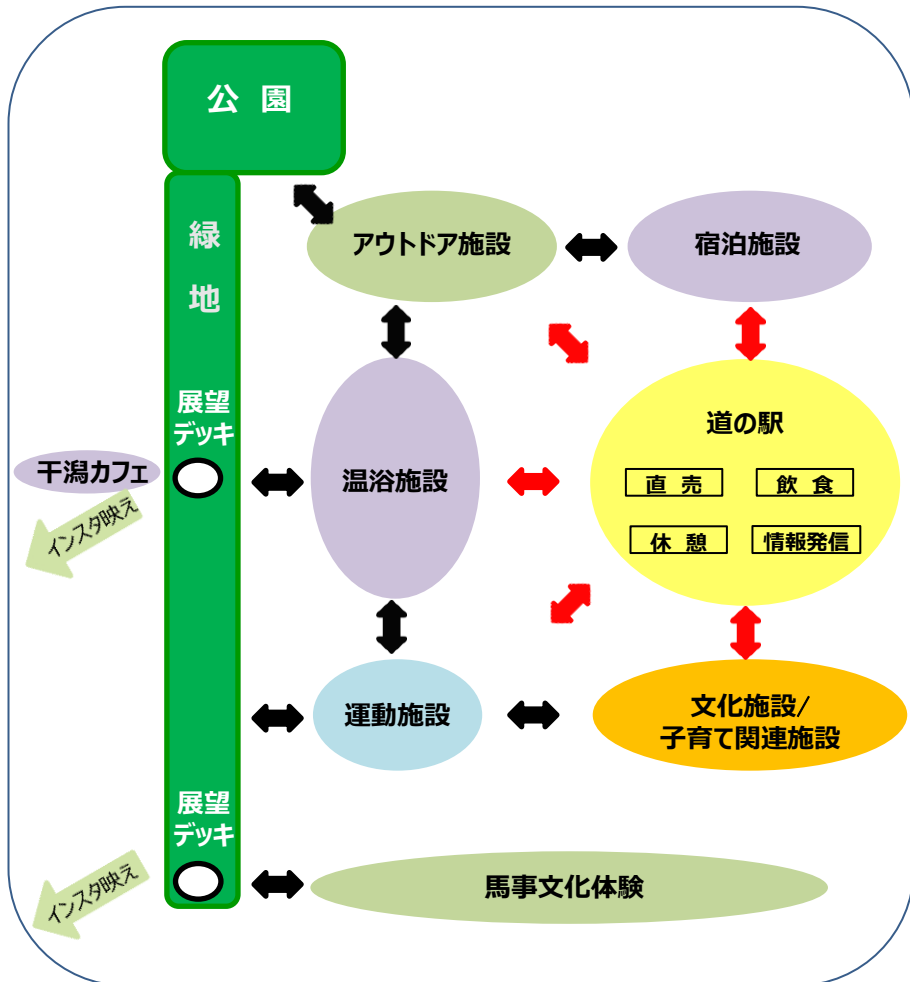 公 園
緑
地
アウトドア施設
宿泊施設
展望
デッキ
干潟カフェ
インスタ映え
温浴施設
道の駅
直 売
飲 食
休 憩
情報発信
運動施設
文化施設/
子育て関連施設
展望
デッキ
インスタ映え
馬事文化体験